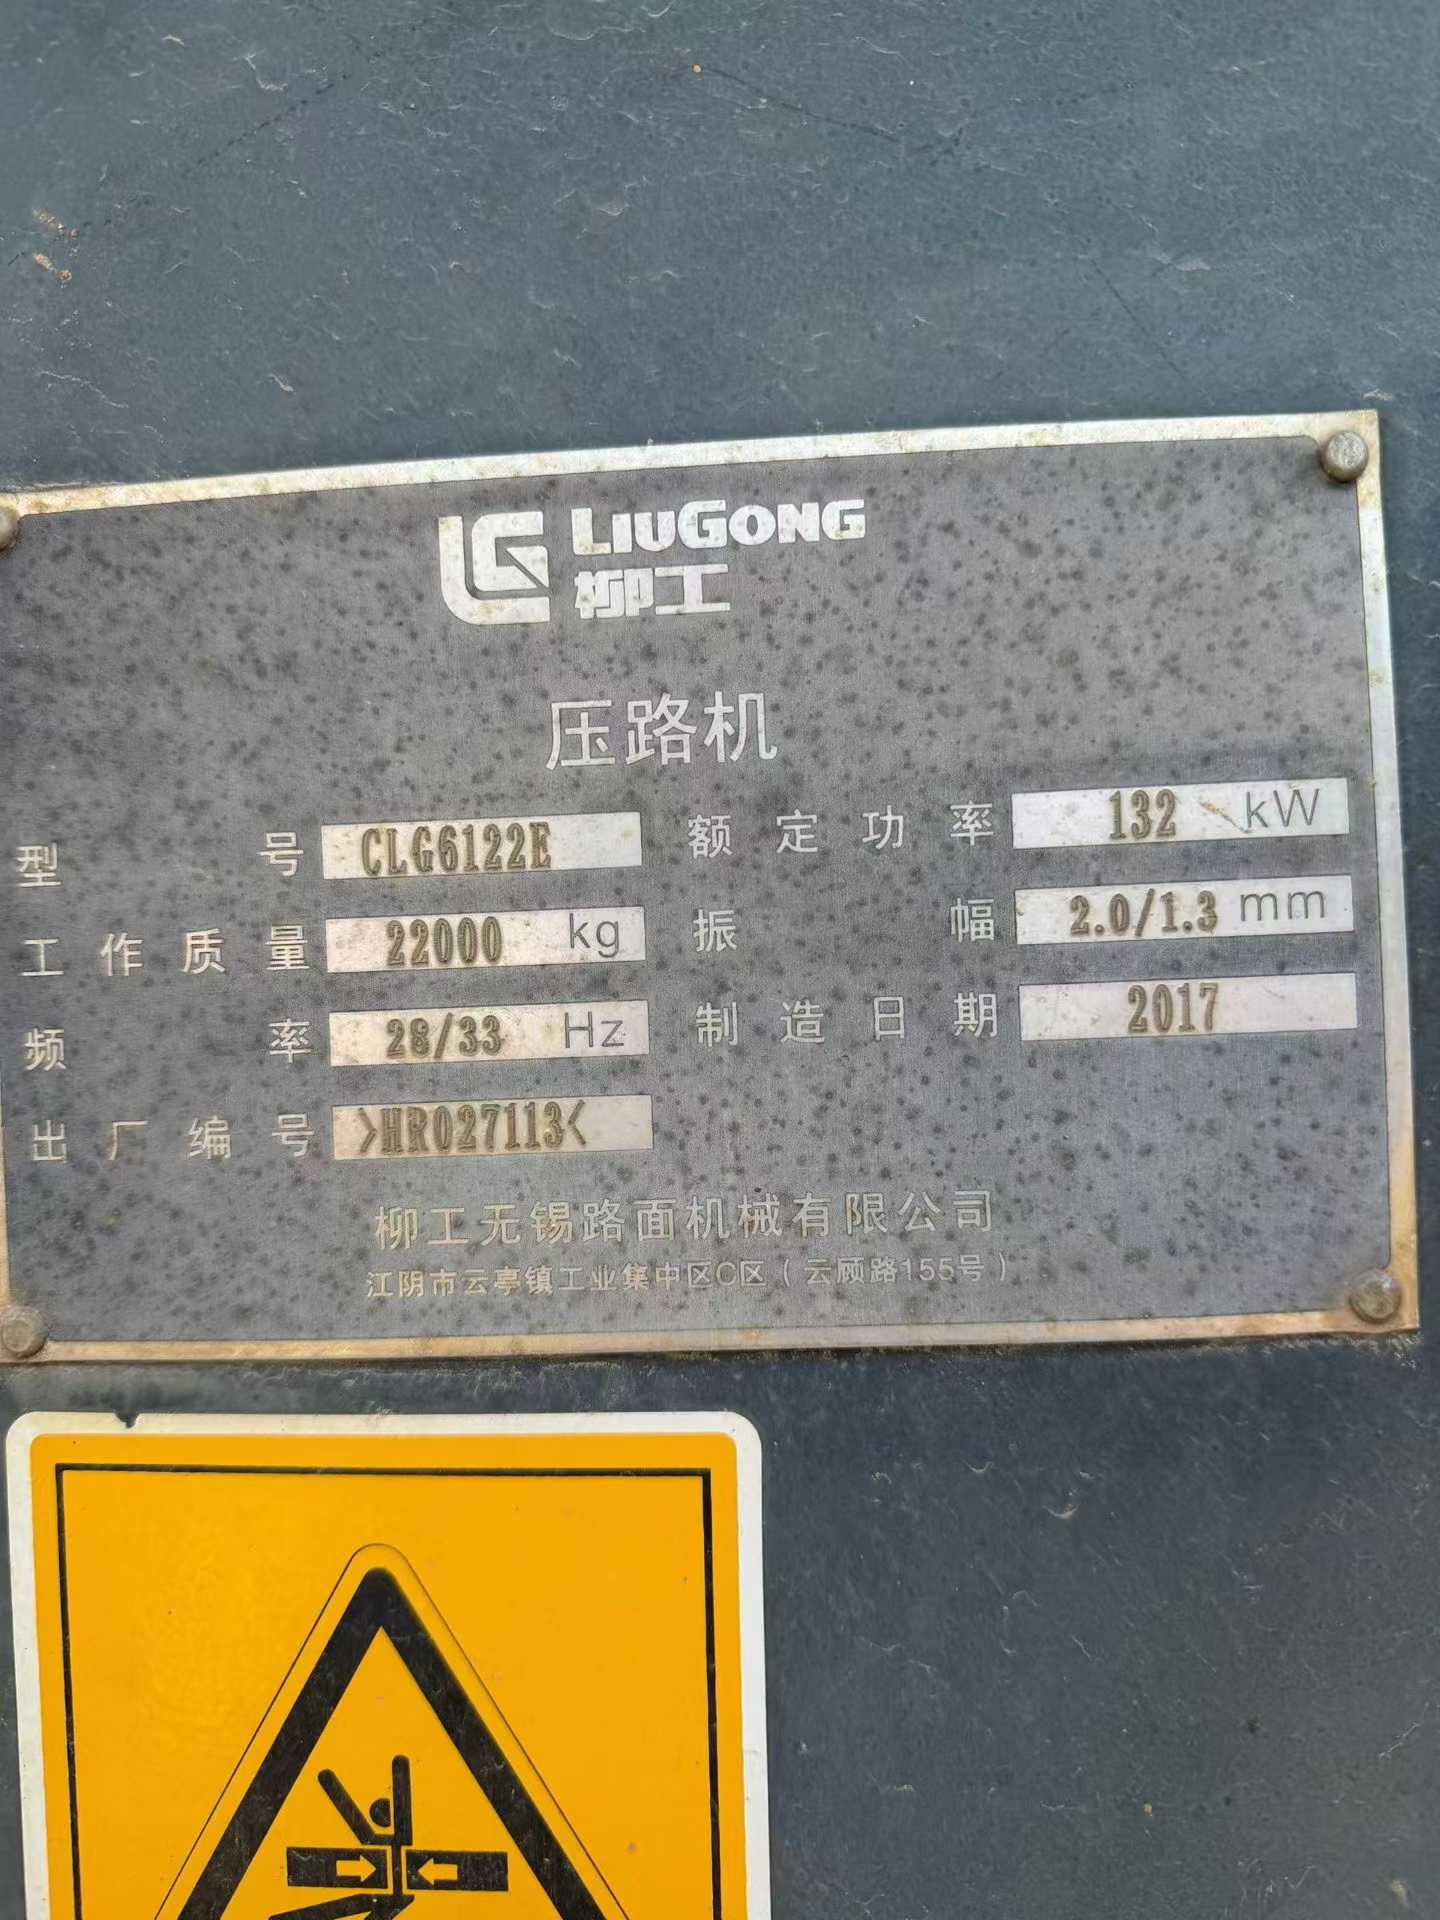 LIUGONG
柳工
压路机
型号 CLG6122E 额定功率 132 kW
工作质量 22000 kg 振幅 2.0/1.3 mm
频率 28/33 Hz 制造日期 2017
出厂编号 >HR027113<
柳工无锡路面机械有限公司
江阴市云亭镇工业集中区C区(云顾路155号)